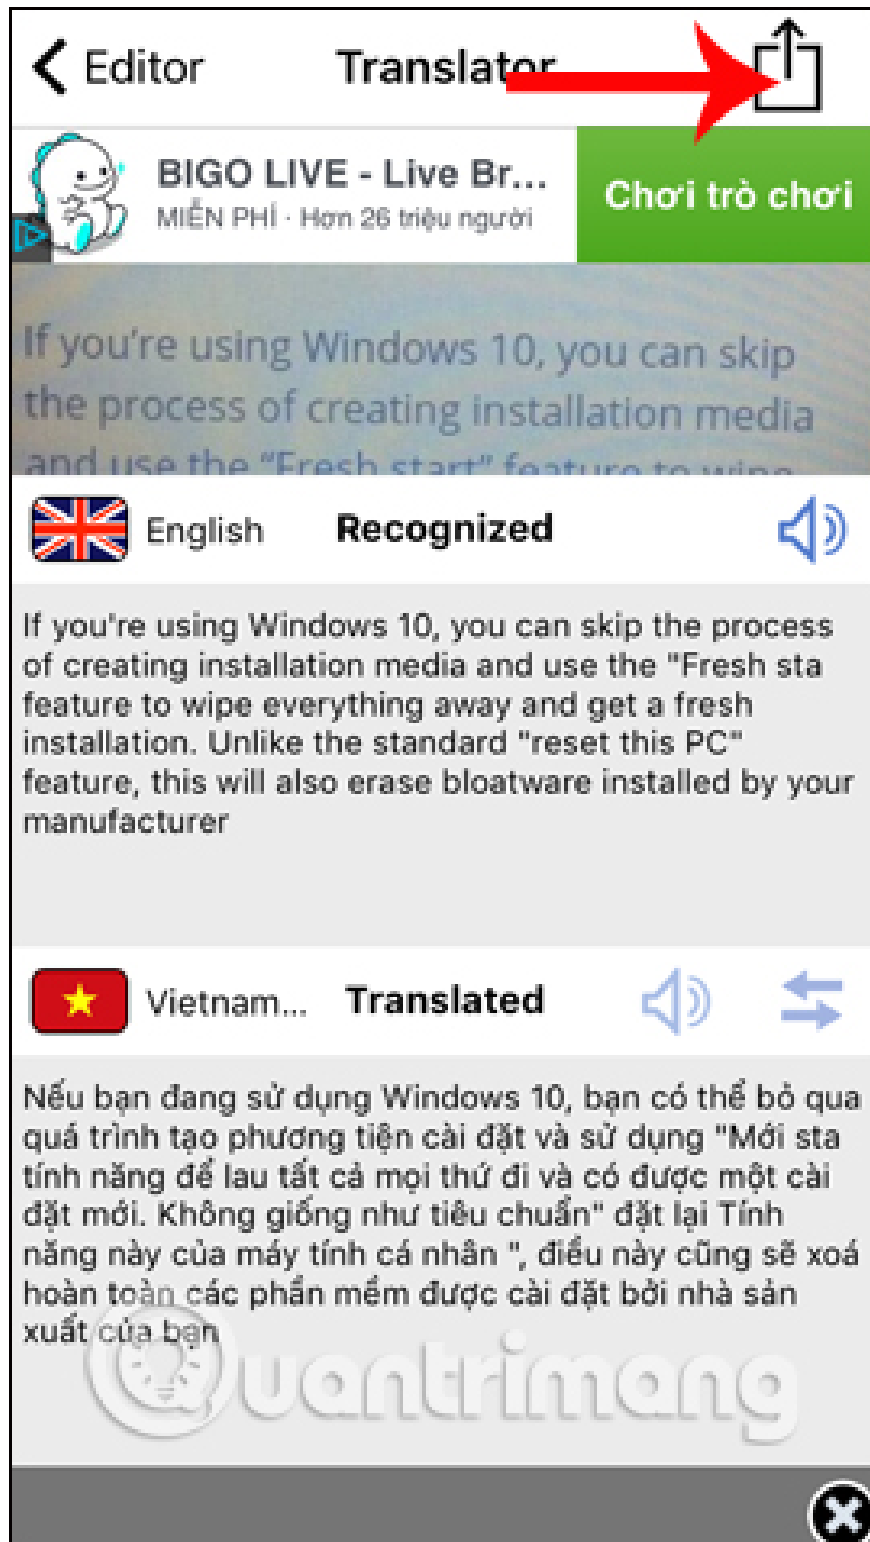 Editor
Translator
BIGO LIVE - Live Br...
MIỄN PHÍ · Hơn 26 triệu người
Chơi trò chơi
If you're using Windows 10, you can skip
the process of creating installation media
and use the “Fresh start” feature to wipe
English
Recognized
If you're using Windows 10, you can skip the process
of creating installation media and use the "Fresh sta
feature to wipe everything away and get a fresh
installation. Unlike the standard "reset this PC"
feature, this will also erase bloatware installed by your
manufacturer
Vietnam...
Translated
Nếu bạn đang sử dụng Windows 10, bạn có thể bỏ qua
quá trình tạo phương tiện cài đặt và sử dụng "Mới sta
tính năng để lau tất cả mọi thứ đi và có được một cài
đặt mới. Không giống như tiêu chuẩn" đặt lại Tính
năng này của máy tính cá nhân ", điều này cũng sẽ xoá
hoàn toàn các phần mềm được cài đặt bởi nhà sản
xuất của bạn
Quantrimang